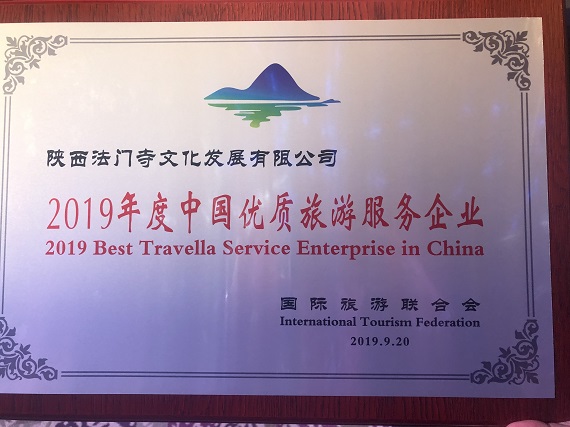 陕西法门寺文化发展有限公司
2019年度中国优质旅游服务企业
2019 Best Travella Service Enterprise in China
国际旅游联合会
International Tourism Federation
2019.9.20